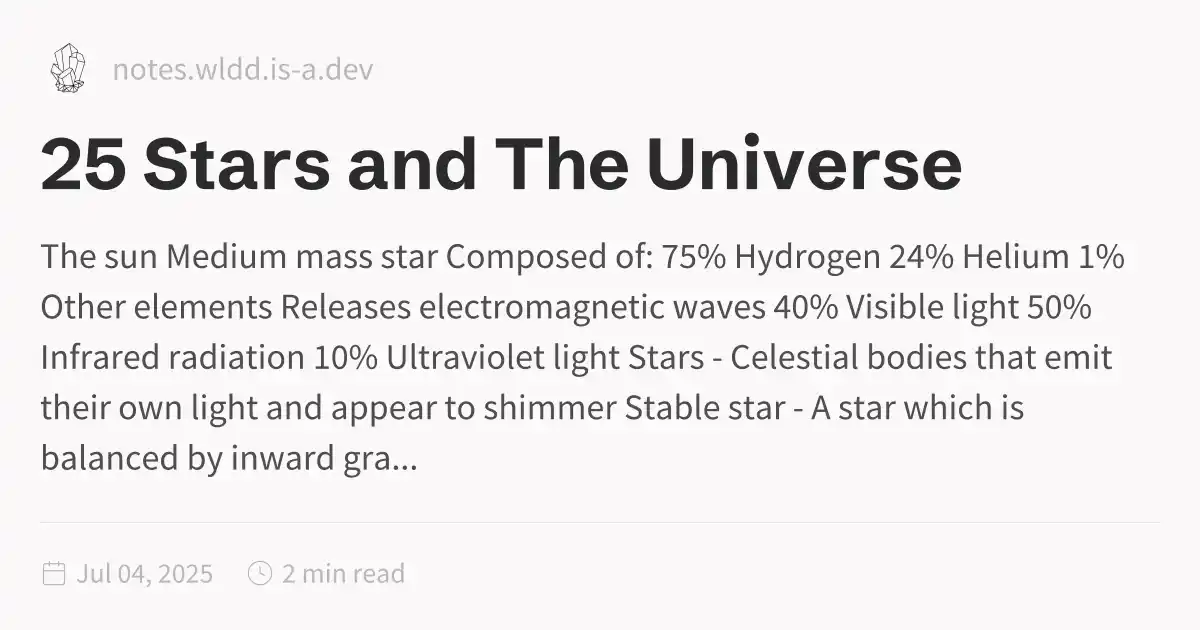 notes.wldd.is-a.dev
25 Stars and The Universe
The sun Medium mass star Composed of: 75% Hydrogen 24% Helium 1%
Other elements Releases electromagnetic waves 40% Visible light 50%
Infrared radiation 10% Ultraviolet light Stars - Celestial bodies that emit
their own light and appear to shimmer Stable star - A star which is
balanced by inward gra...
Jul 04, 2025 2 min read